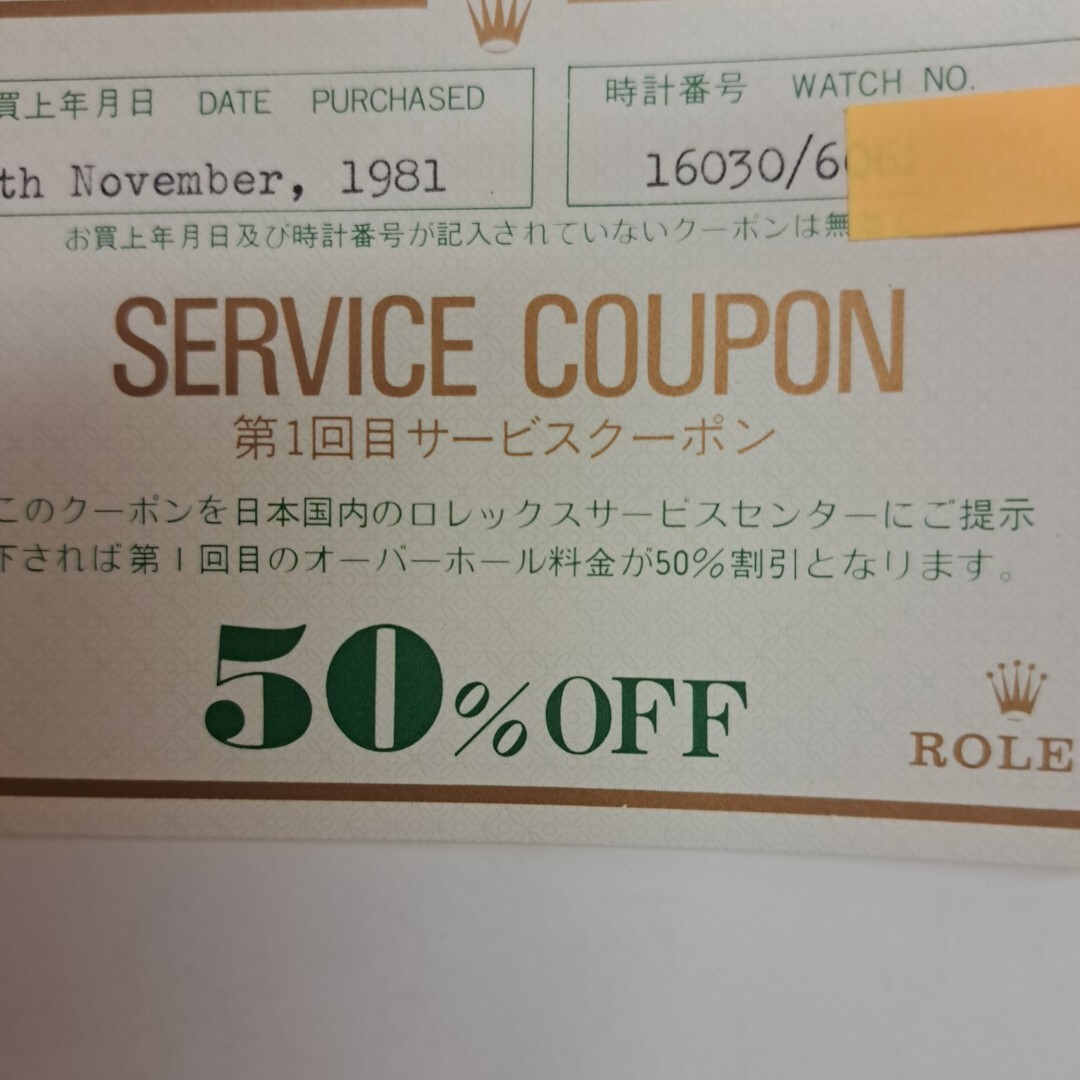 買上年月日 DATE PURCHASED
時計番号 WATCH NO.
th November, 1981
16030/6
お買上年月日及び時計番号が記入されていないクーポンは無
SERVICE COUPON
第1回目サービスクーポン
このクーポンを日本国内のロレックスサービスセンターにご提示
下されば第1回目のオーバーホール料金が50%割引となります。
50%OFF
ROLE